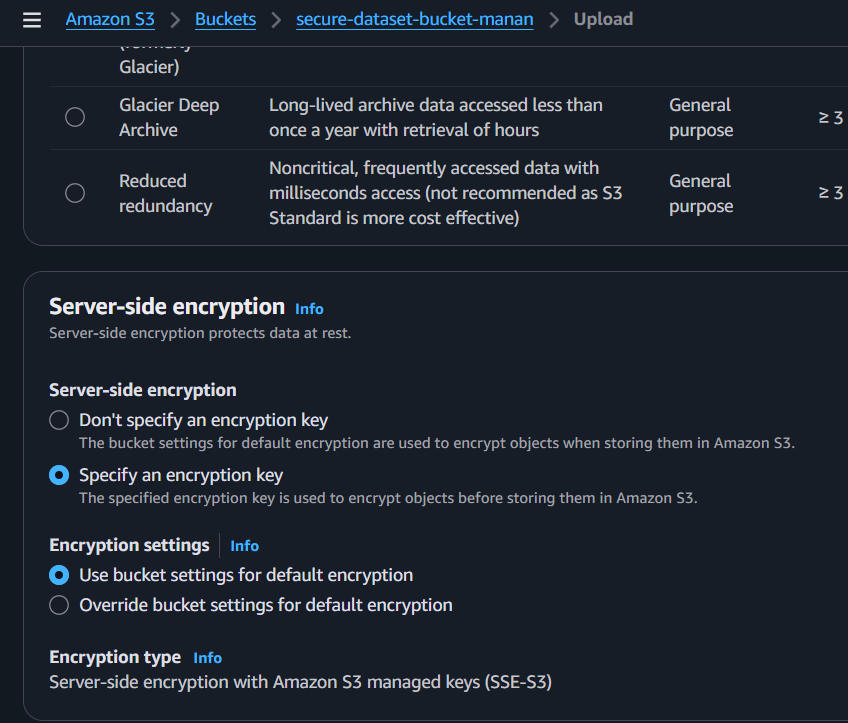 Amazon S3 > Buckets > secure-dataset-bucket-manan > Upload
(formerly
Glacier)
Glacier Deep
Archive
Long-lived archive data accessed less than
once a year with retrieval of hours
General
purpose
≥ 3
Reduced
redundancy
Noncritical, frequently accessed data with
milliseconds access (not recommended as S3
Standard is more cost effective)
General
purpose
≥ 3
Server-side encryption Info
Server-side encryption protects data at rest.
Server-side encryption
Don't specify an encryption key
The bucket settings for default encryption are used to encrypt objects when storing them in Amazon S3.
Specify an encryption key
The specified encryption key is used to encrypt objects before storing them in Amazon S3.
Encryption settings Info
Use bucket settings for default encryption
Override bucket settings for default encryption
Encryption type Info
Server-side encryption with Amazon S3 managed keys (SSE-S3)